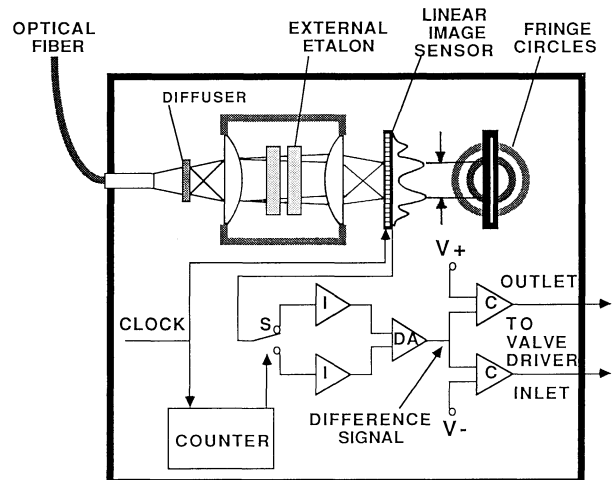 OPTICAL
FIBER
EXTERNAL
ETALON
LINEAR
IMAGE
SENSOR
FRINGE
CIRCLES
DIFFUSER
V+
OUTLET
CLOCK
S
I
I
DA
C
C
TO
VALVE
DRIVER
INLET
COUNTER
DIFFERENCE
SIGNAL
V-